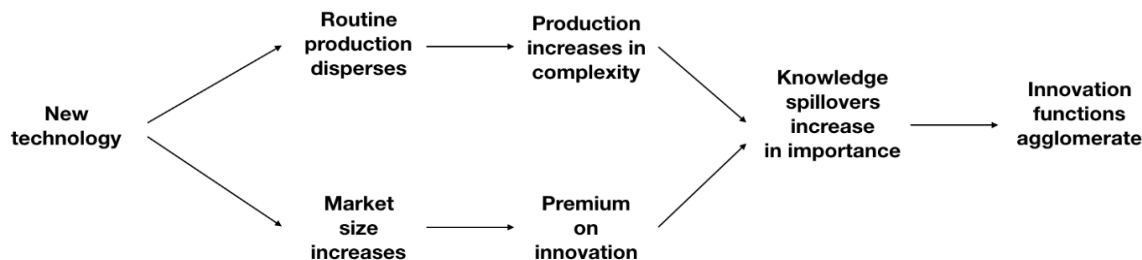 New
technology
Routine
production
disperses
Production
increases in
complexity
Market
size
increases
Premium
on
innovation
Knowledge
spillovers
increase
in importance
Innovation
functions
agglomerate